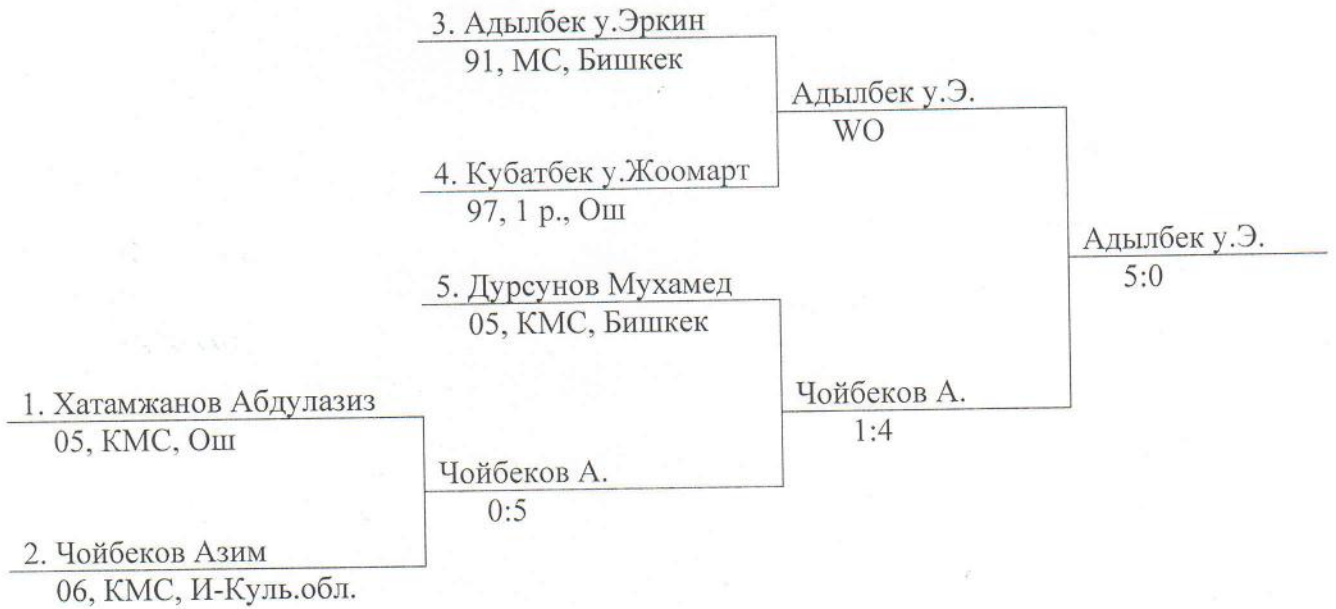 3. Адылбек у.Эркин
91, МС, Бишкек
Адылбек у.Э.
WO
4. Кубатбек у.Жоомарт
97, 1 р., Ош
Адылбек у.Э.
5:0
5. Дурсунов Мухамед
05, КМС, Бишкек
1. Хатамжанов Абдулазиз
05, КМС, Ош
Чойбеков А.
1:4
Чойбеков А.
0:5
2. Чойбеков Азим
06, КМС, И-Куль.обл.